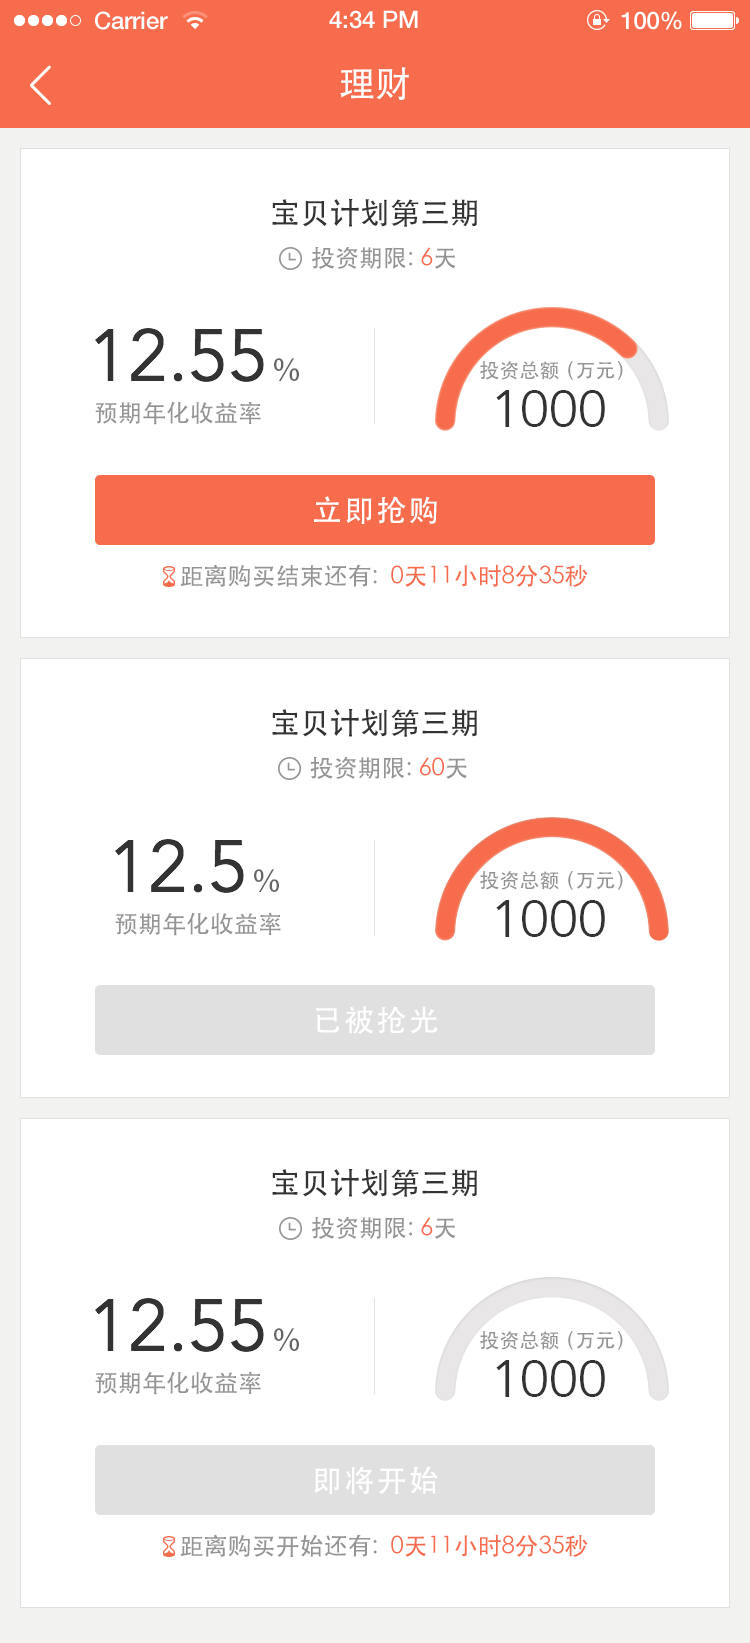 Carrier 4:34 PM 100%
理财
宝贝计划第三期
投资期限: 6天
12.55%
预期年化收益率
投资总额 (万元)
1000
立即抢购
距离购买结束还有: 0天11小时8分35秒
宝贝计划第三期
投资期限: 60天
12.5%
预期年化收益率
投资总额 (万元)
1000
已被抢光
宝贝计划第三期
投资期限: 6天
12.55%
预期年化收益率
投资总额 (万元)
1000
即将开始
距离购买开始还有: 0天11小时8分35秒